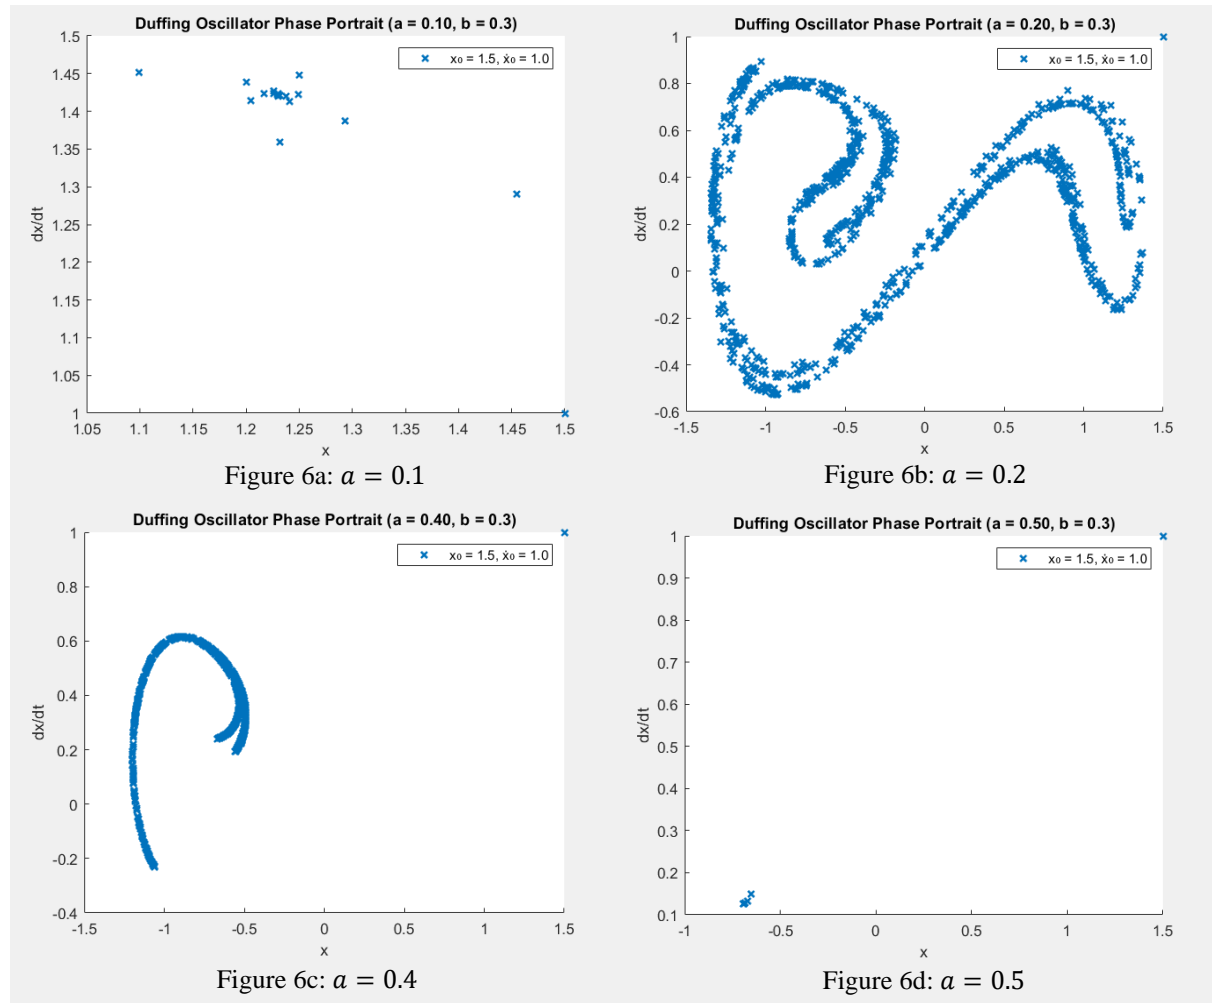 Duffing Oscillator Phase Portrait (a = 0.10, b = 0.3)
x₀ = 1.5, ẋ₀ = 1.0
dx/dt
1.5
1.45
1.4
1.35
1.3
1.25
1.2
1.15
1.1
1.05
1
1.05 1.1 1.15 1.2 1.25 1.3 1.35 1.4 1.45 1.5
x
Figure 6a: a = 0.1
Duffing Oscillator Phase Portrait (a = 0.20, b = 0.3)
x₀ = 1.5, ẋ₀ = 1.0
dx/dt
1
0.8
0.6
0.4
0.2
0
-0.2
-0.4
-0.6
-1.5 -1 -0.5 0 0.5 1 1.5
x
Figure 6b: a = 0.2
Duffing Oscillator Phase Portrait (a = 0.40, b = 0.3)
x₀ = 1.5, ẋ₀ = 1.0
dx/dt
1
0.8
0.6
0.4
0.2
0
-0.2
-0.4
-1.5 -1 -0.5 0 0.5 1 1.5
x
Figure 6c: a = 0.4
Duffing Oscillator Phase Portrait (a = 0.50, b = 0.3)
x₀ = 1.5, ẋ₀ = 1.0
dx/dt
1
0.9
0.8
0.7
0.6
0.5
0.4
0.3
0.2
0.1
-1 -0.5 0 0.5 1 1.5
x
Figure 6d: a = 0.5